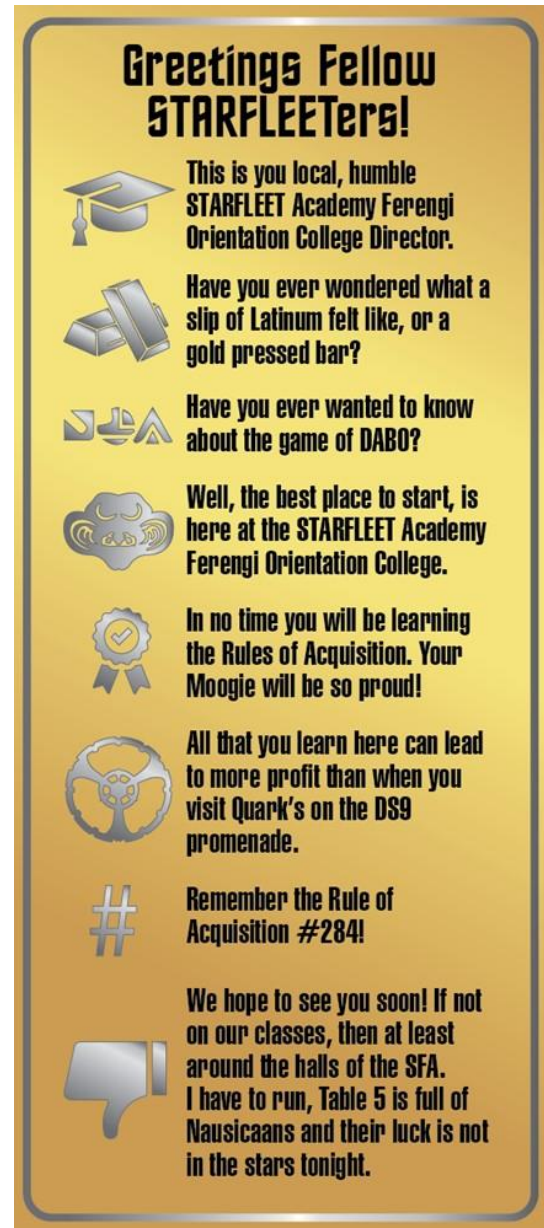 Greetings Fellow
STARFLEETers!
This is you local, humble
STARFLEET Academy Ferengi
Orientation College Director.
Have you ever wondered what a
slip of Latinum felt like, or a
gold pressed bar?
Have you ever wanted to know
about the game of DABO?
Well, the best place to start, is
here at the STARFLEET Academy
Ferengi Orientation College.
In no time you will be learning
the Rules of Acquisition. Your
Moogie will be so proud!
All that you learn here can lead
to more profit than when you
visit Quark's on the DS9
promenade.
#
Remember the Rule of
Acquisition #284!
We hope to see you soon! If not
on our classes, then at least
around the halls of the SFA.
I have to run, Table 5 is full of
Nausicaans and their luck is not
in the stars tonight.